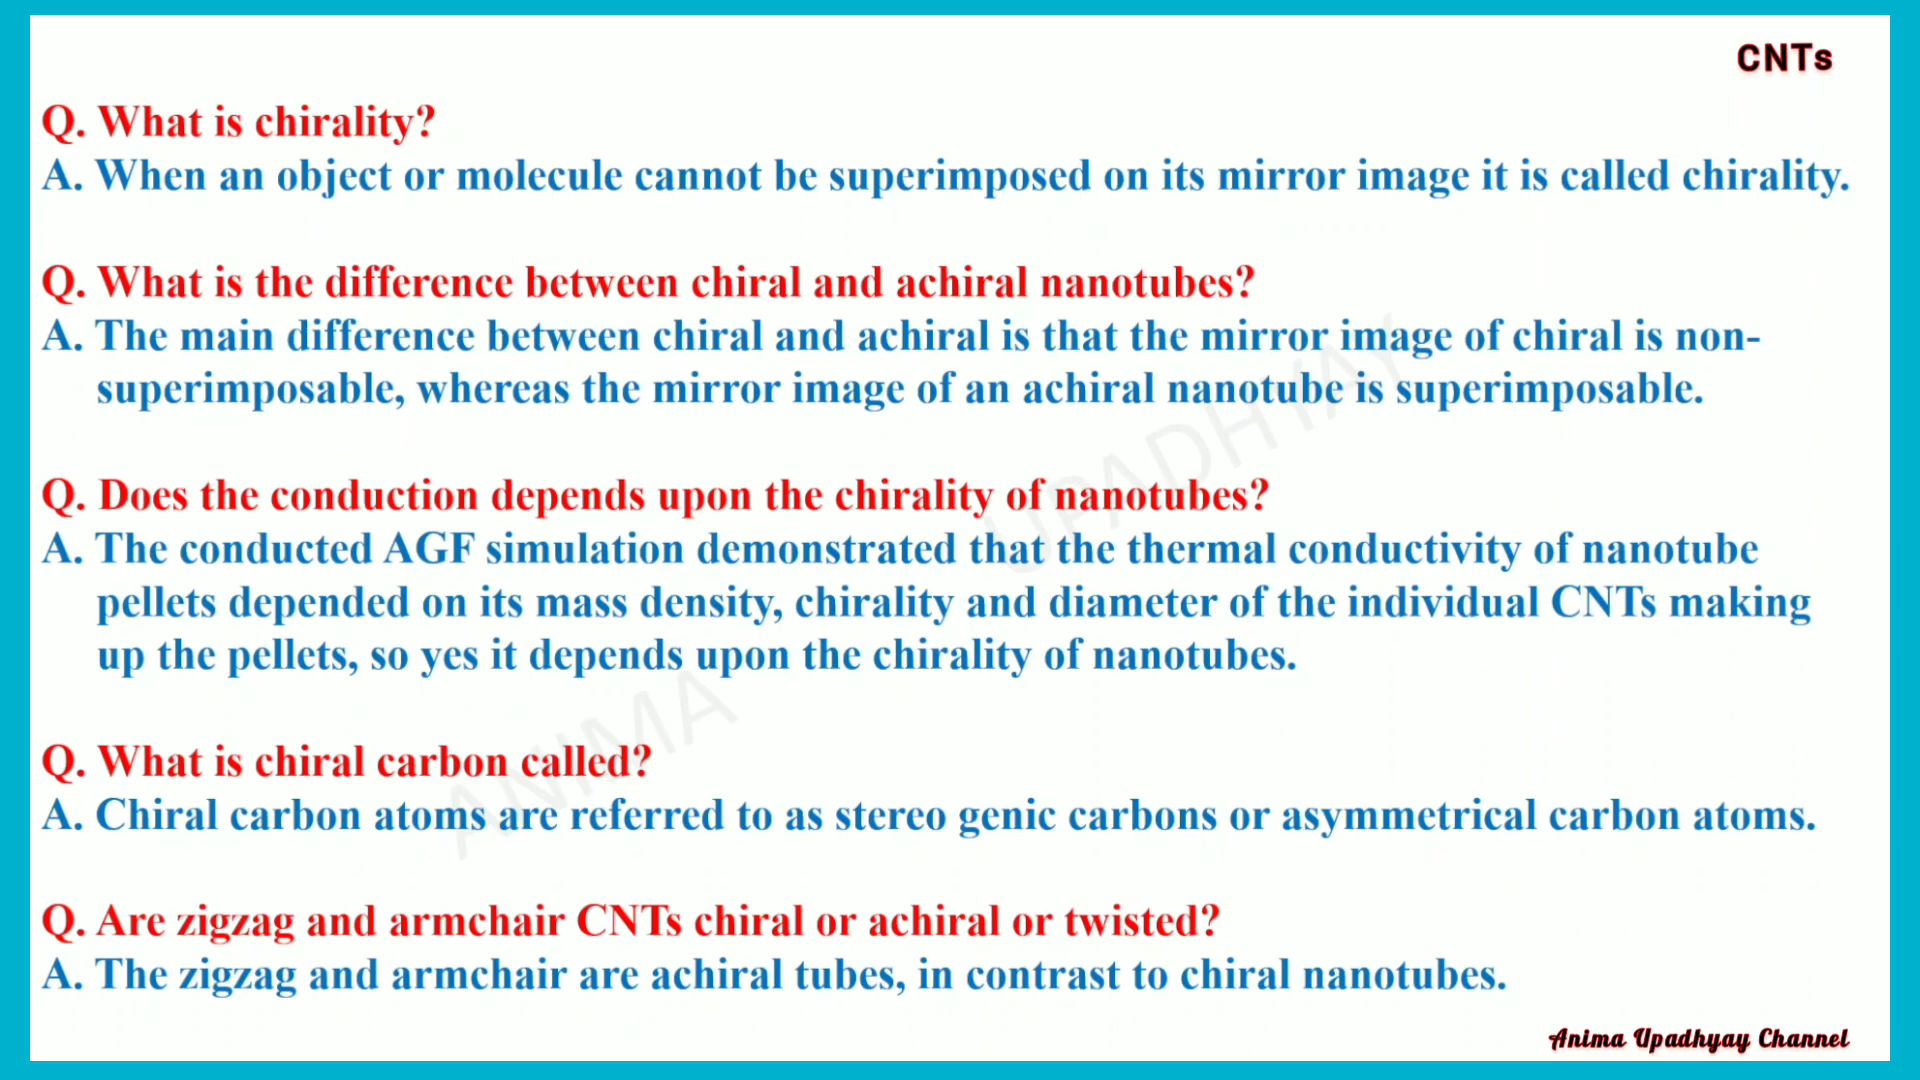 CNTs
Q. What is chirality?
A. When an object or molecule cannot be superimposed on its mirror image it is called chirality.
Q. What is the difference between chiral and achiral nanotubes?
A. The main difference between chiral and achiral is that the mirror image of chiral is non-
superimposable, whereas the mirror image of an achiral nanotube is superimposable.
Q. Does the conduction depends upon the chirality of nanotubes?
A. The conducted AGF simulation demonstrated that the thermal conductivity of nanotube
pellets depended on its mass density, chirality and diameter of the individual CNTs making
up the pellets, so yes it depends upon the chirality of nanotubes.
Q. What is chiral carbon called?
A. Chiral carbon atoms are referred to as stereo genic carbons or asymmetrical carbon atoms.
Q. Are zigzag and armchair CNTs chiral or achiral or twisted?
A. The zigzag and armchair are achiral tubes, in contrast to chiral nanotubes.
ANIMA UPADHYAY
Anima Upadhyay Channel